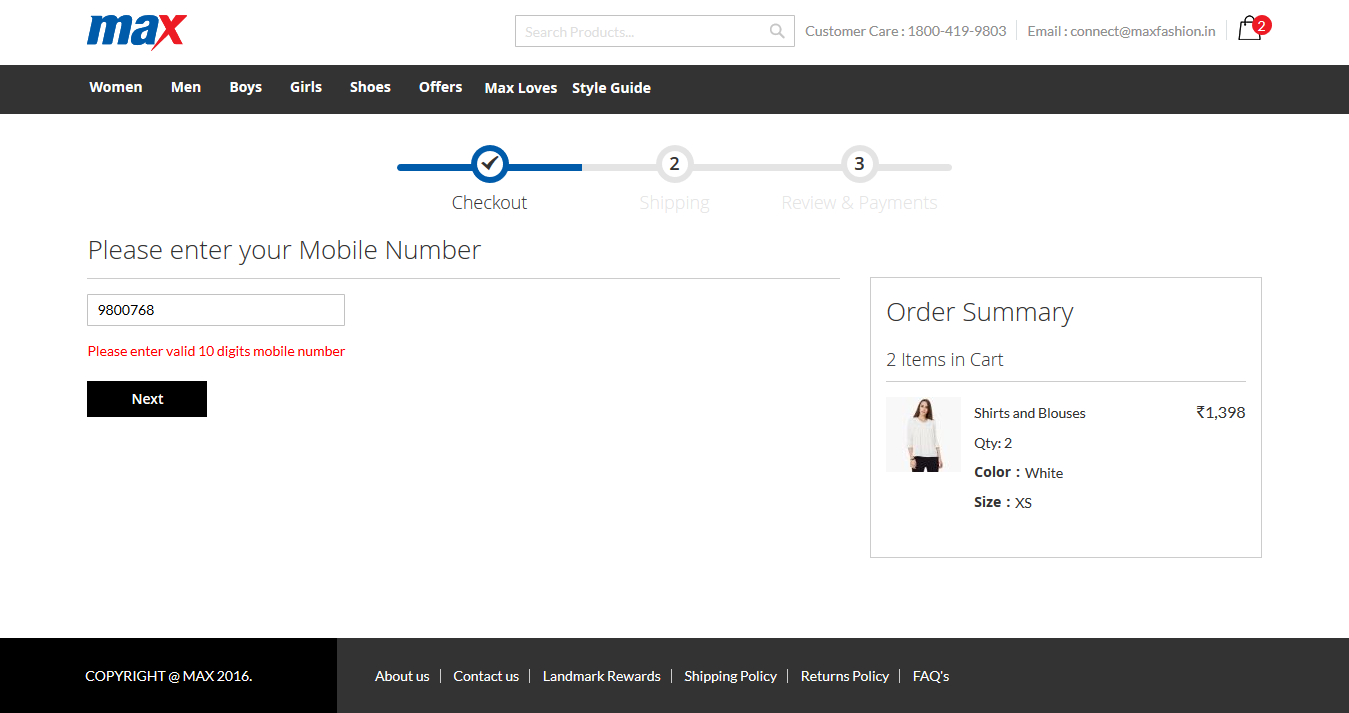 max
Search Products...
Customer Care : 1800-419-9803
Email : connect@maxfashion.in
2
Women Men Boys Girls Shoes Offers Max Loves Style Guide
2 3
Checkout Shipping Review & Payments
Please enter your Mobile Number
9800768
Please enter valid 10 digits mobile number
Next
Order Summary
2 Items in Cart
Shirts and Blouses ₹1,398
Qty: 2
Color : White
Size : XS
COPYRIGHT @ MAX 2016.
About us | Contact us | Landmark Rewards | Shipping Policy | Returns Policy | FAQ's